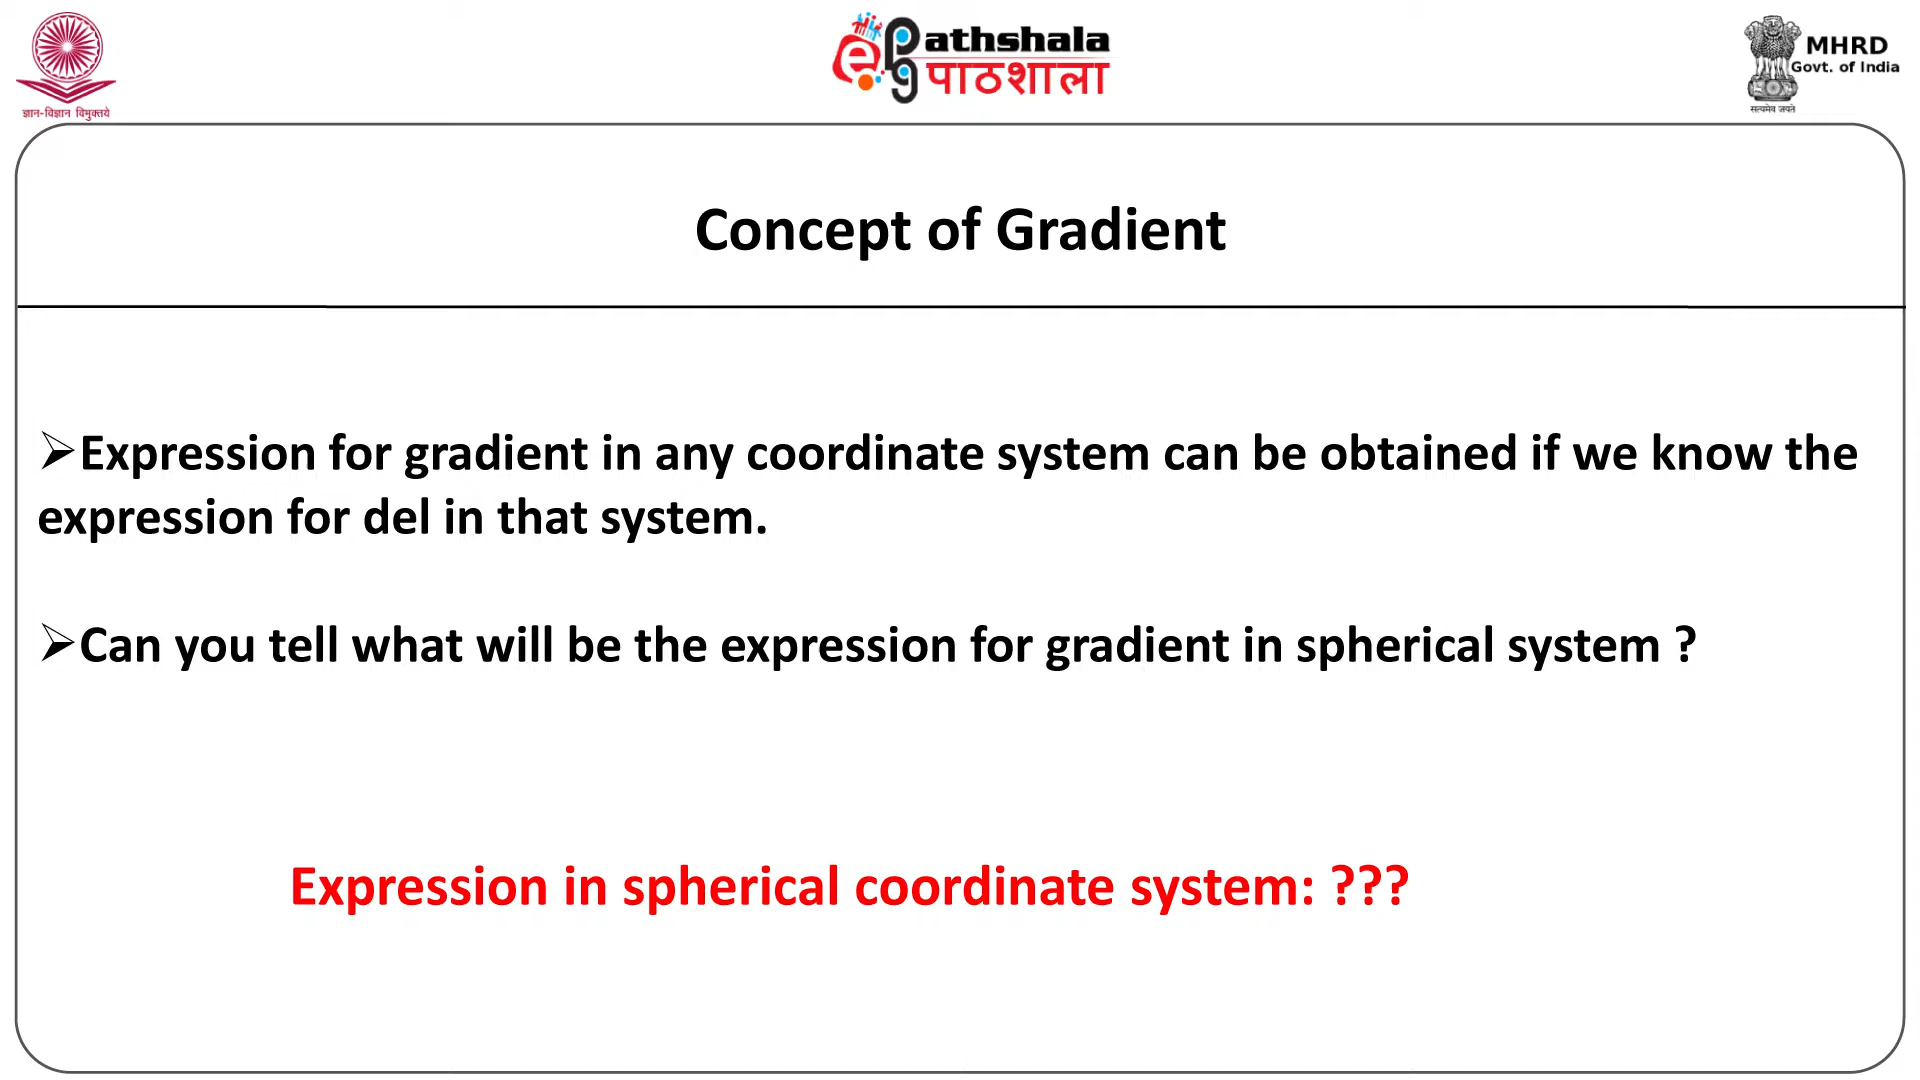 ज्ञान-विज्ञान विमुक्तये
e Pathshala
पाठशाला
MHRD
Govt. of India
सत्यमेव जयते
Concept of Gradient
➢Expression for gradient in any coordinate system can be obtained if we know the
expression for del in that system.
➢Can you tell what will be the expression for gradient in spherical system ?
Expression in spherical coordinate system: ???